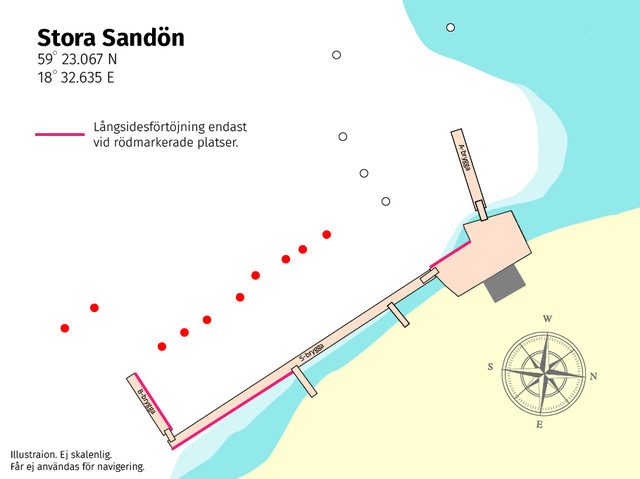 Stora Sandön
59° 23.067 N
18° 32.635 E
Långsidesförtöjning endast
vid rödmarkerade platser.
A-brygga
S-brygga
B-brygga
W
S
N
E
Illustraion. Ej skalenlig.
Får ej användas för navigering.